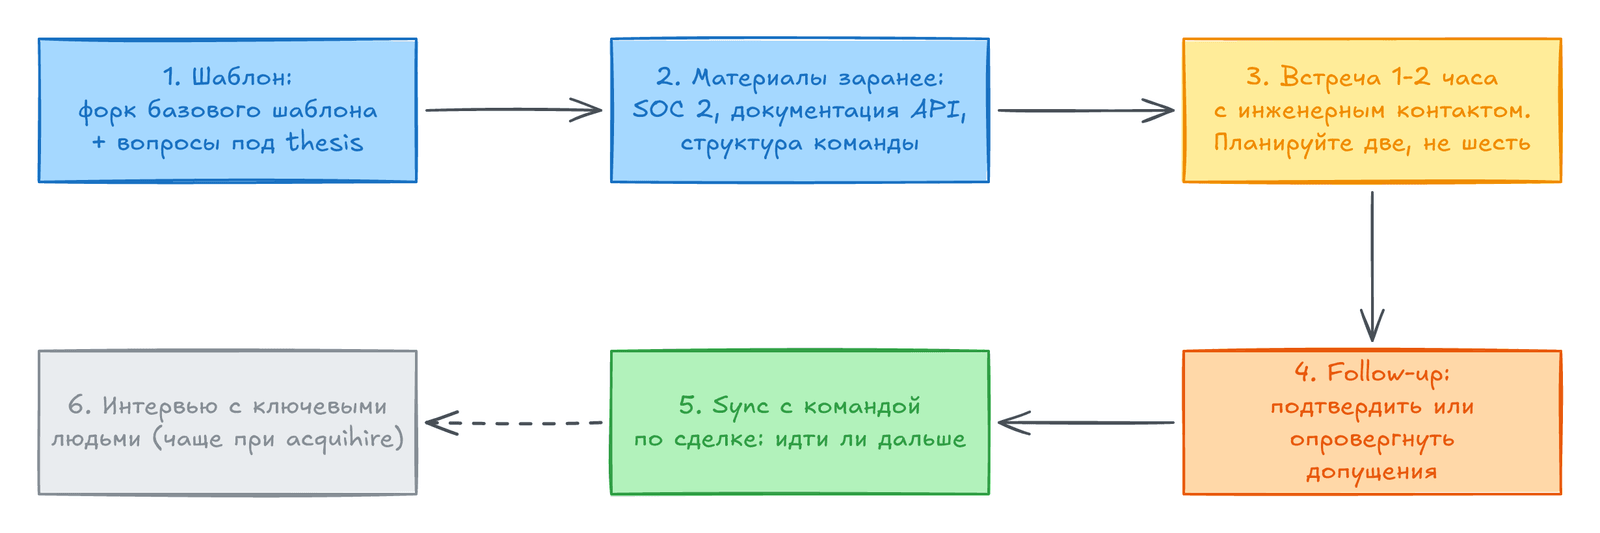 1. Шаблон:
форк базового шаблона
+ вопросы под thesis
2. Материалы заранее:
SOC 2, документация API,
структура команды
3. Встреча 1-2 часа
с инженерным контактом.
Планируйте две, не шесть
4. Follow-up:
подтвердить или
опровергнуть
допущения
5. Sync с командой
по сделке: идти ли дальше
6. Интервью с ключевыми
людьми (чаще при acquihire)